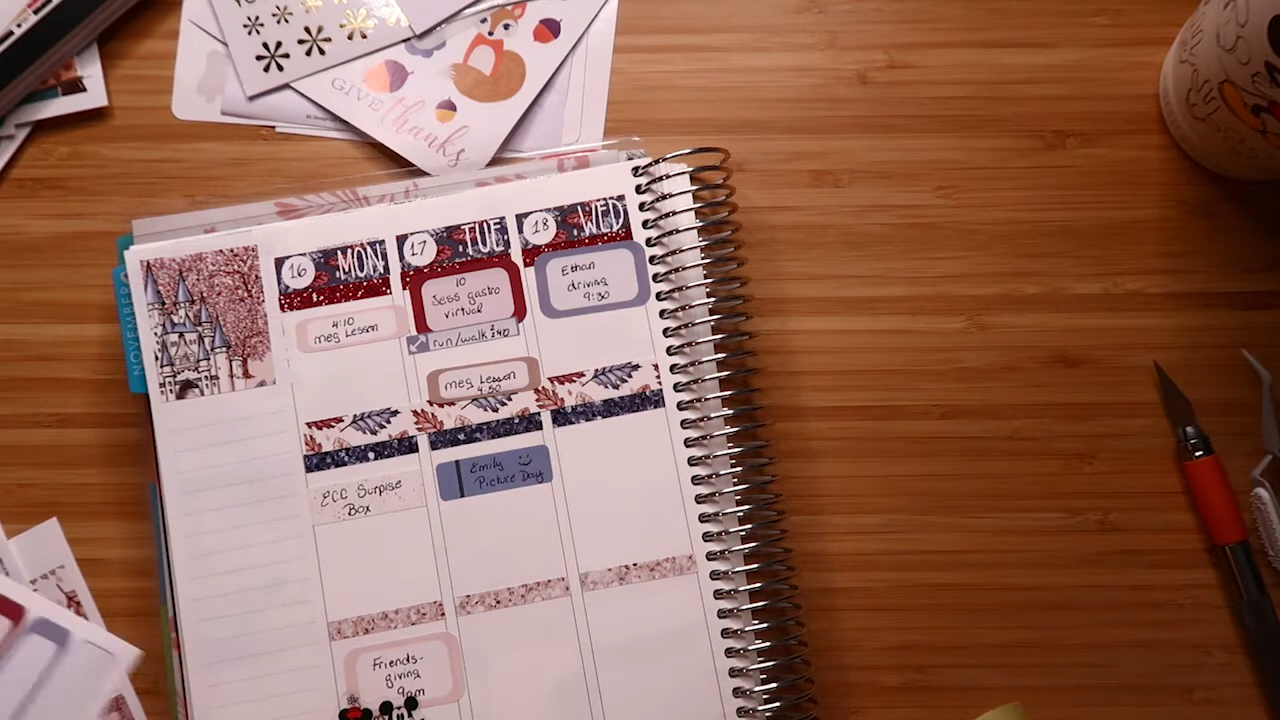 GIVE
thanks
NOVEMBER
16 MON
4:10
meg Lesson
ECC Surprise
Box
Friends-
giving
9am
17 TUE
10
Jess gastro
virtual
run/walk
meg Lesson
4:50
Emily
Picture Day
18 WED
Ethan
driving
9:30